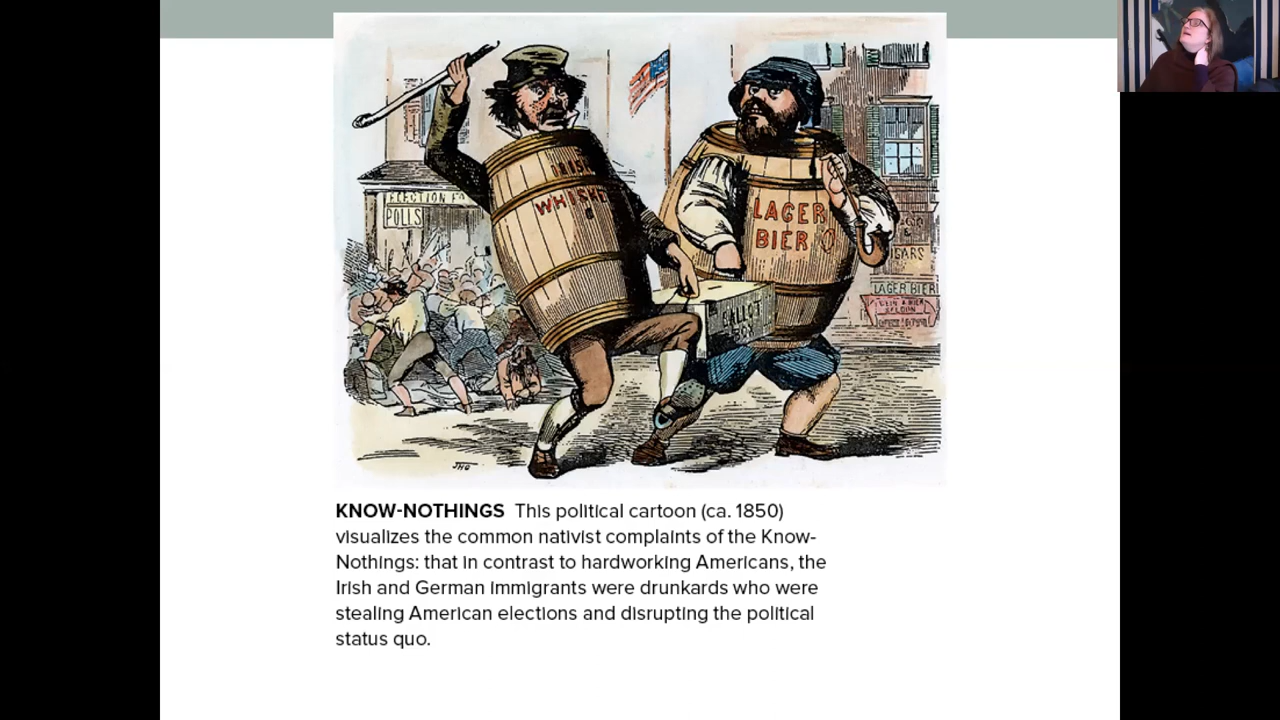 IRISH
WHISKEY
LAGER
BIER
ELECTION
POLLS
BALLOT
BOX
LAGER BIER
SALOON
KNOW-NOTHINGS This political cartoon (ca. 1850)
visualizes the common nativist complaints of the Know-
Nothings: that in contrast to hardworking Americans, the
Irish and German immigrants were drunkards who were
stealing American elections and disrupting the political
status quo.